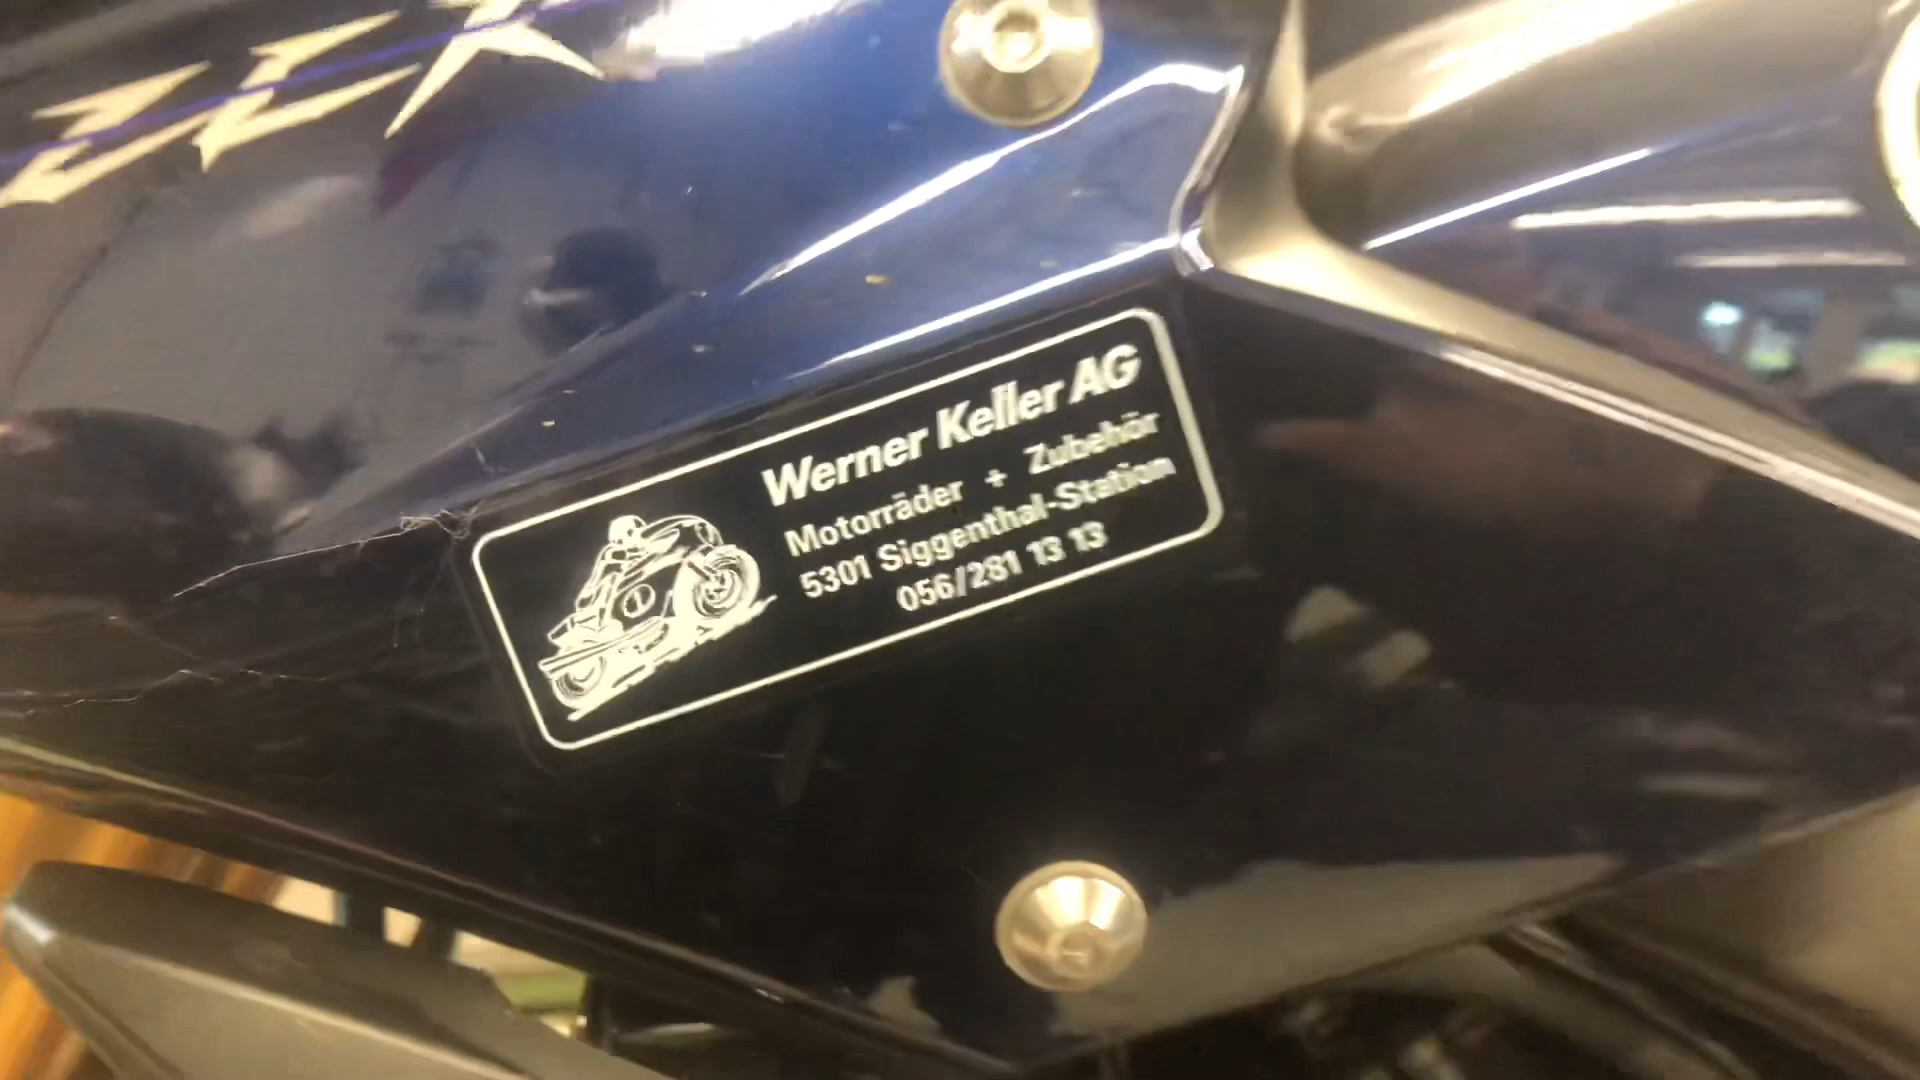 Werner Keller AG
Motorräder + Zubehör
5301 Siggenthal-Station
056/281 13 13